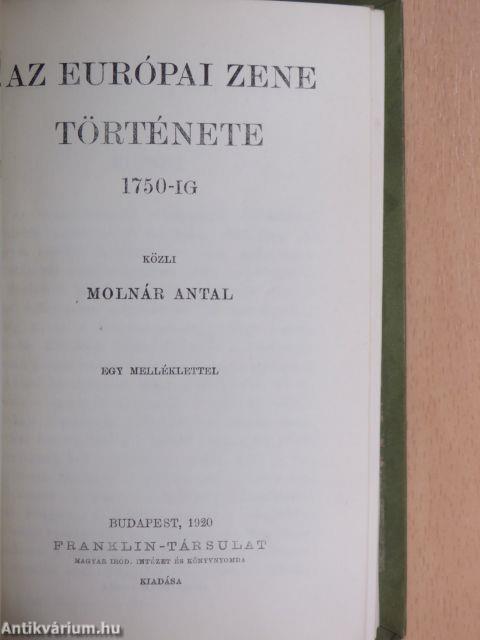 AZ EURÓPAI ZENE
TÖRTÉNETE
1750-IG
KÖZLI
MOLNÁR ANTAL
EGY MELLÉKLETTEL
BUDAPEST, 1920
FRANKLIN-TÁRSULAT
MAGYAR IROD. INTÉZET ÉS KÖNYVNYOMDA
KIADÁSA
Antikvárium.hu